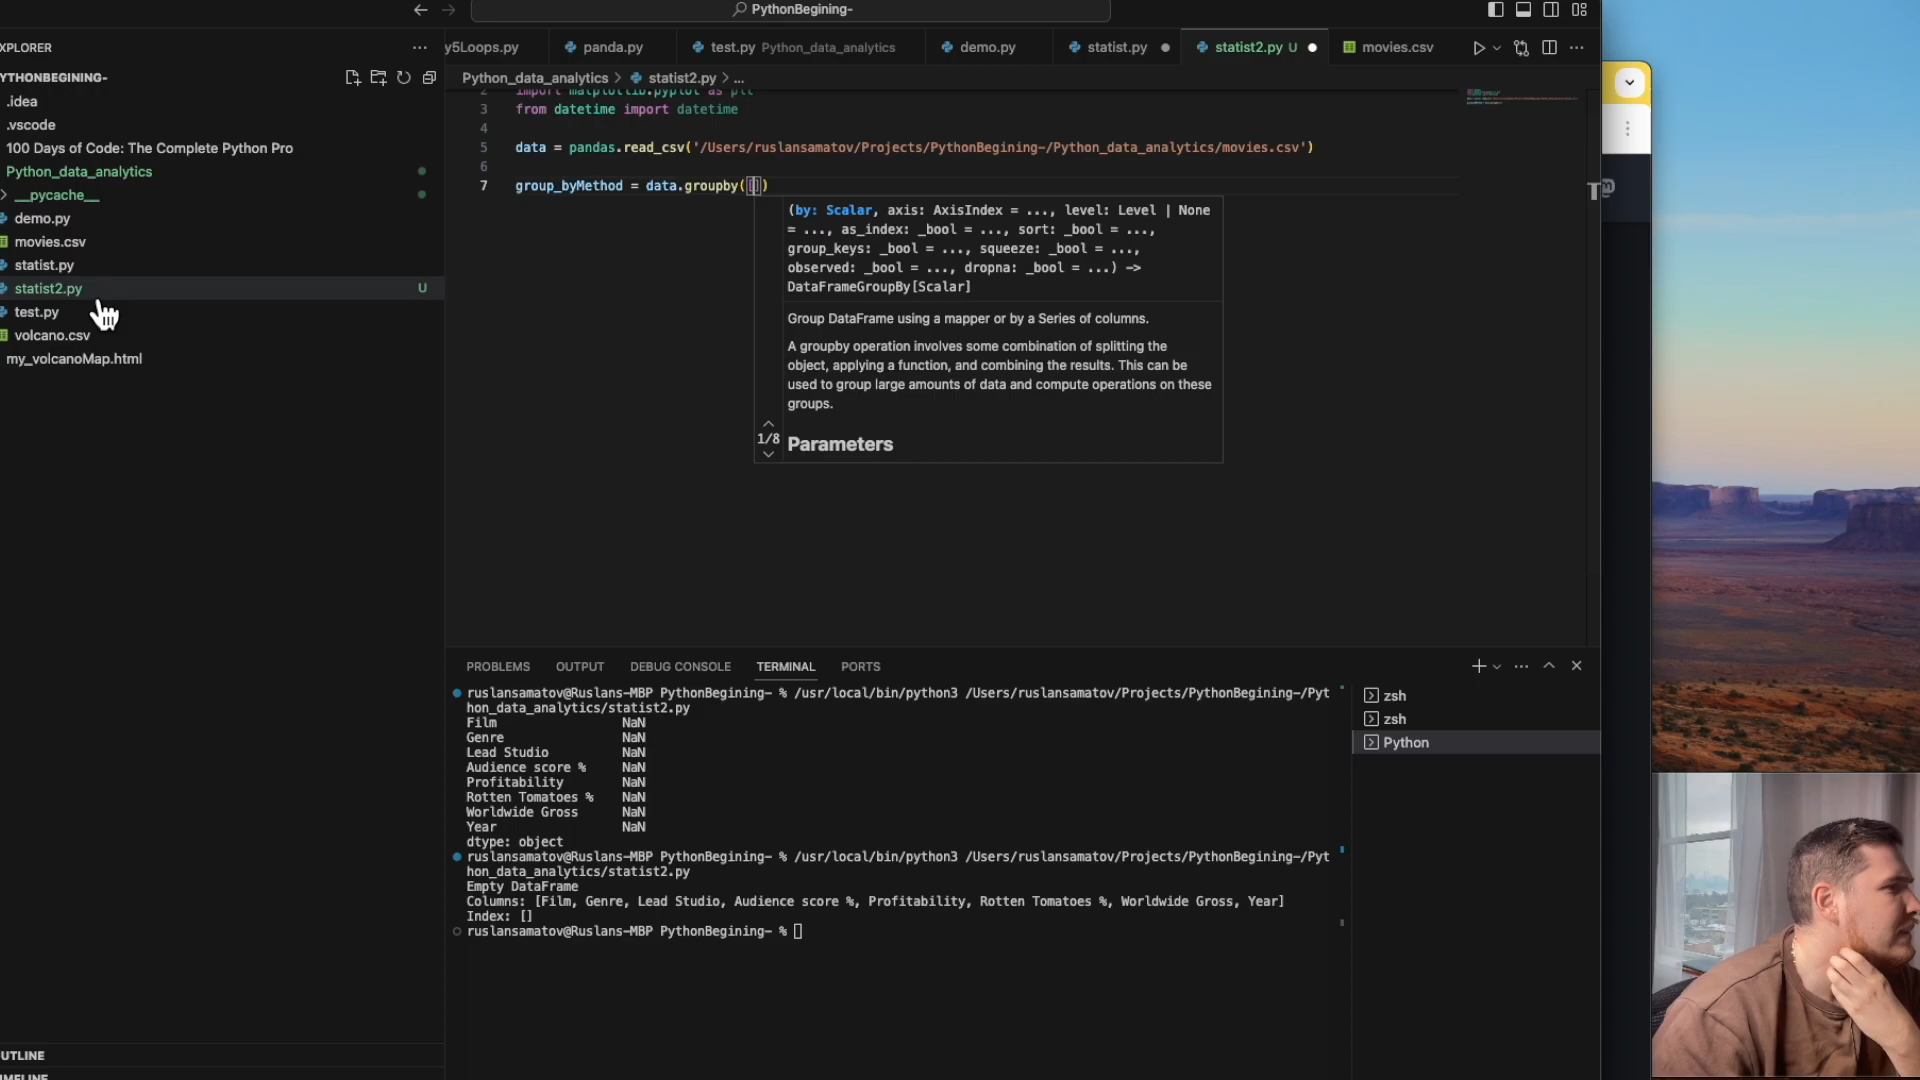 PythonBegining-
XPLORER
YTHONBEGINING-
.idea
.vscode
100 Days of Code: The Complete Python Pro
Python_data_analytics
__pycache__
demo.py
movies.csv
statist.py
statist2.py U
test.py
volcano.csv
my_volcanoMap.html
UTLINE
IMELINE
y5Loops.py
panda.py
test.py Python_data_analytics
demo.py
statist.py
statist2.py U
movies.csv
Python_data_analytics > statist2.py > ...
2 import matplotlib.pyplot as plt
3 from datetime import datetime
4
5 data = pandas.read_csv('/Users/ruslansamatov/Projects/PythonBegining-/Python_data_analytics/movies.csv')
6
7 group_byMethod = data.groupby([])
(by: Scalar, axis: AxisIndex = ..., level: Level | None
= ..., as_index: _bool = ..., sort: _bool = ...,
group_keys: _bool = ..., squeeze: _bool = ...,
observed: _bool = ..., dropna: _bool = ...) ->
DataFrameGroupBy[Scalar]
Group DataFrame using a mapper or by a Series of columns.
A groupby operation involves some combination of splitting the
object, applying a function, and combining the results. This can be
used to group large amounts of data and compute operations on these
groups.
1/8 Parameters
PROBLEMS OUTPUT DEBUG CONSOLE TERMINAL PORTS
ruslansamatov@Ruslans-MBP PythonBegining- % /usr/local/bin/python3 /Users/ruslansamatov/Projects/PythonBegining-/Pyt
hon_data_analytics/statist2.py
Film NaN
Genre NaN
Lead Studio NaN
Audience score % NaN
Profitability NaN
Rotten Tomatoes % NaN
Worldwide Gross NaN
Year NaN
dtype: object
ruslansamatov@Ruslans-MBP PythonBegining- % /usr/local/bin/python3 /Users/ruslansamatov/Projects/PythonBegining-/Pyt
hon_data_analytics/statist2.py
Empty DataFrame
Columns: [Film, Genre, Lead Studio, Audience score %, Profitability, Rotten Tomatoes %, Worldwide Gross, Year]
Index: []
ruslansamatov@Ruslans-MBP PythonBegining- %
zsh
zsh
Python